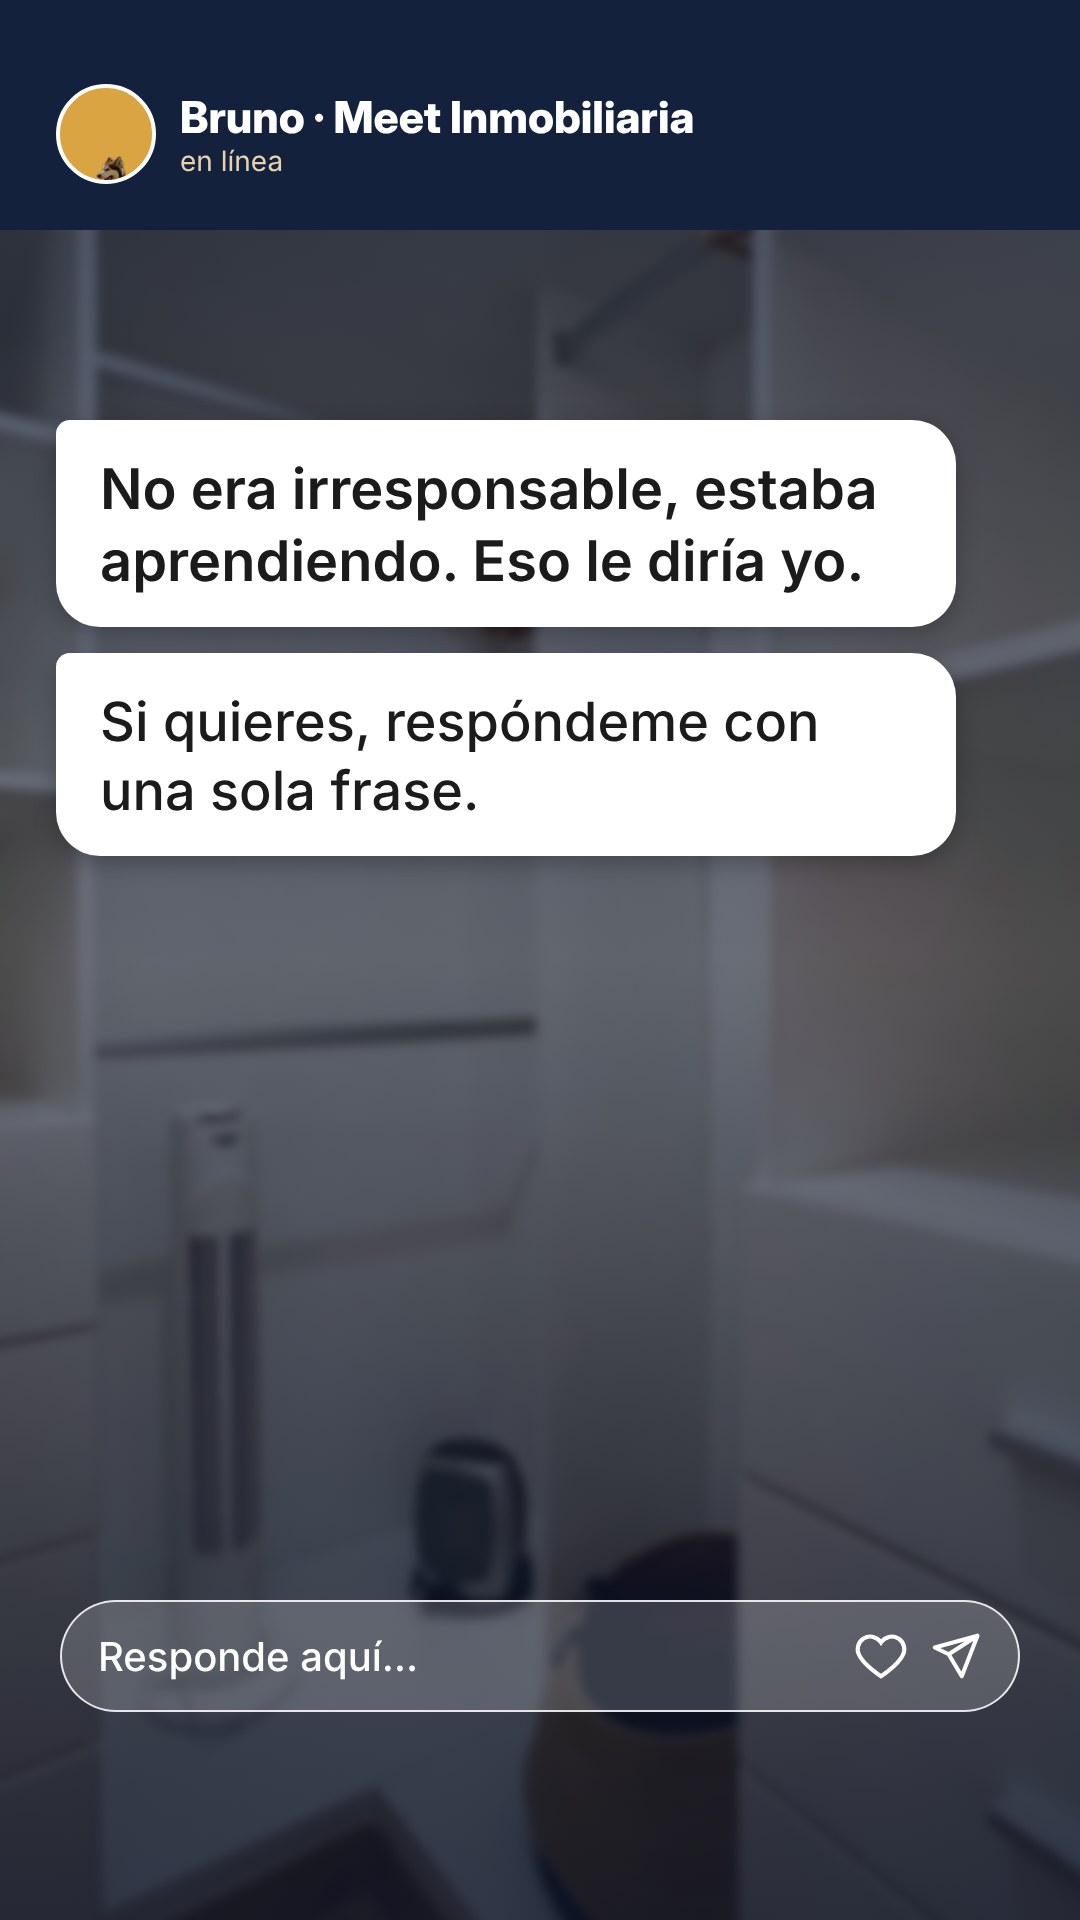 Bruno · Meet Inmobiliaria
en línea
No era irresponsable, estaba
aprendiendo. Eso le diría yo.
Si quieres, respóndeme con
una sola frase.
Responde aquí...